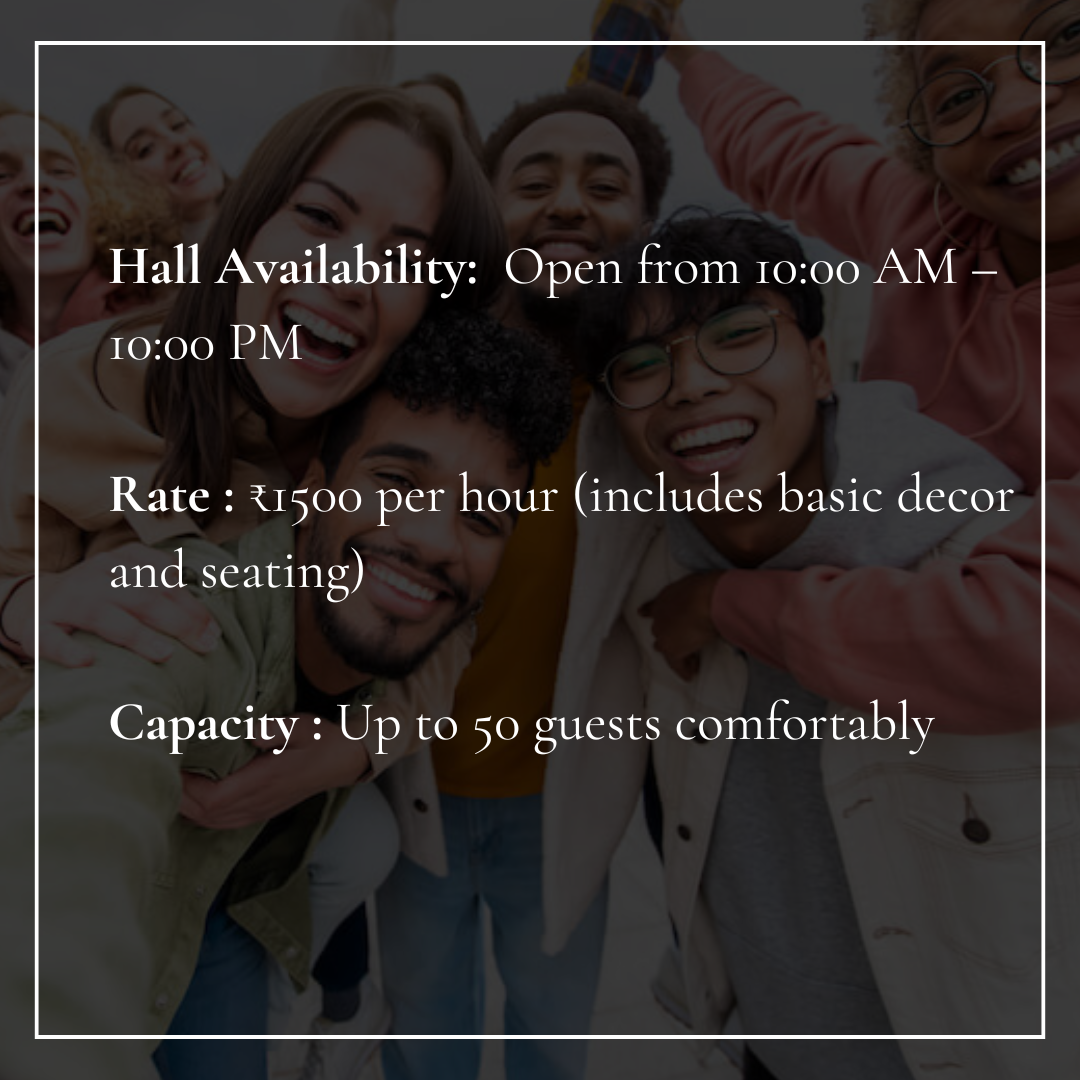 Hall Availability:  Open from 10:00 AM –
10:00 PM
Rate : ₹1500 per hour (includes basic decor
and seating)
Capacity : Up to 50 guests comfortably